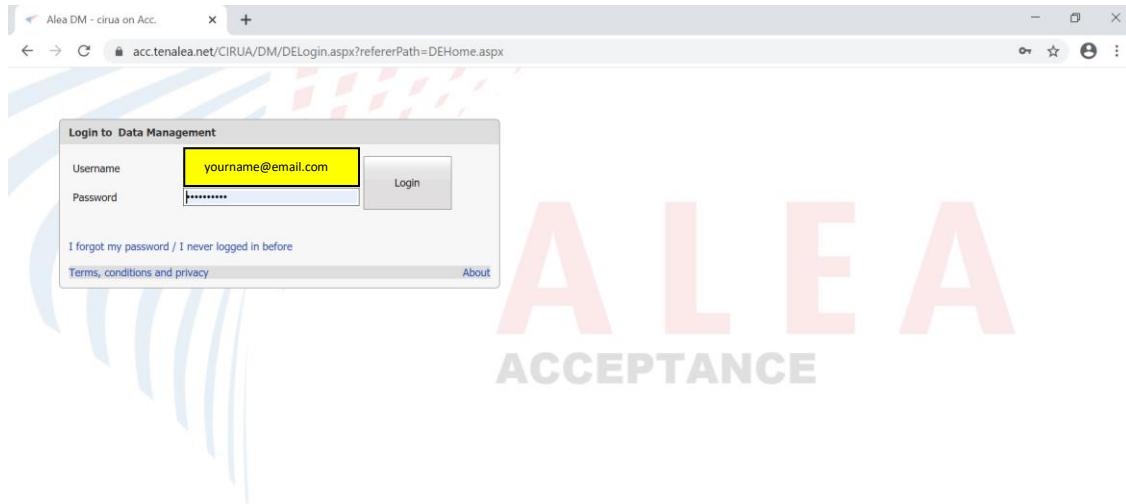 Alea DM - cirua on Acc.
acc.tenalea.net/CIRUA/DM/DELogin.aspx?refererPath=DEHome.aspx
Login to Data Management
Username yourname@email.com
Login
Password ••••••••••
I forgot my password / I never logged in before
Terms, conditions and privacy About
ALEA
ACCEPTANCE